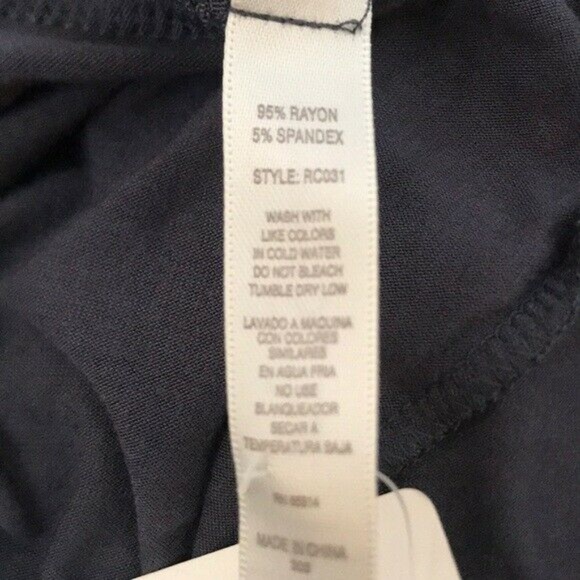 95% RAYON
5% SPANDEX
STYLE: RC031
WASH WITH
LIKE COLORS
IN COLD WATER
DO NOT BLEACH
TUMBLE DRY LOW
LAVADO A MAQUINA
CON COLORES
SIMILARES
EN AGUA FRIA
NO USE
BLANQUEADOR
SECAR A
TEMPERATURA BAJA
RN
MADE IN CHINA